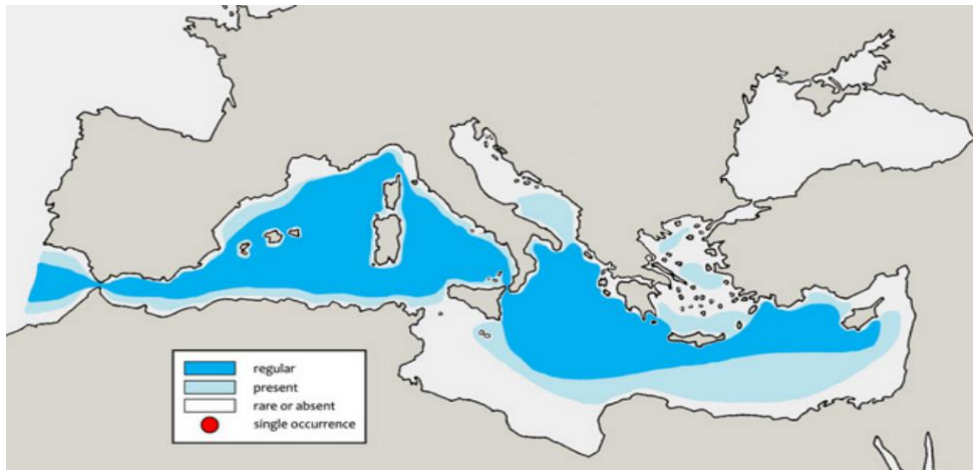 regular
present
rare or absent
single occurrence